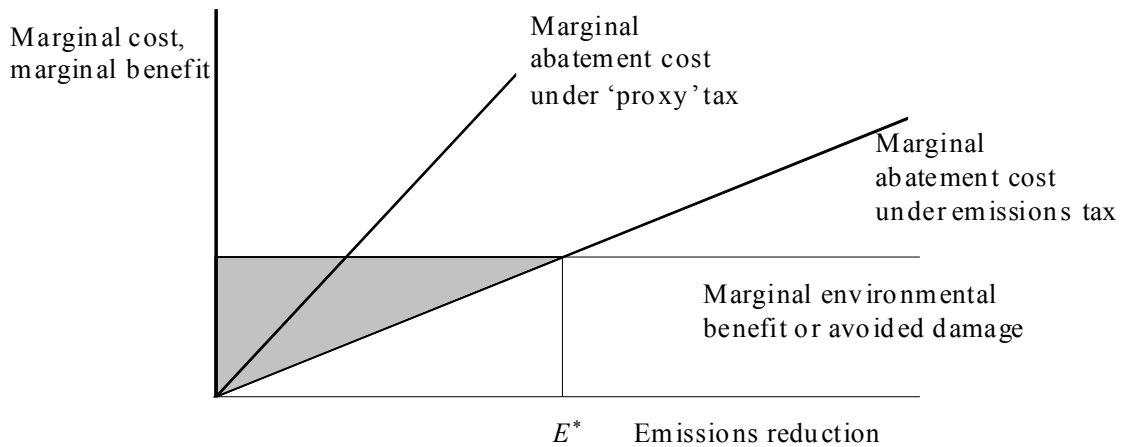 Marginal cost,
marginal benefit
Marginal
abatement cost
under ‘proxy’ tax
Marginal
abatement cost
under emissions tax
Marginal environmental
benefit or avoided damage
E* Emissions reduction